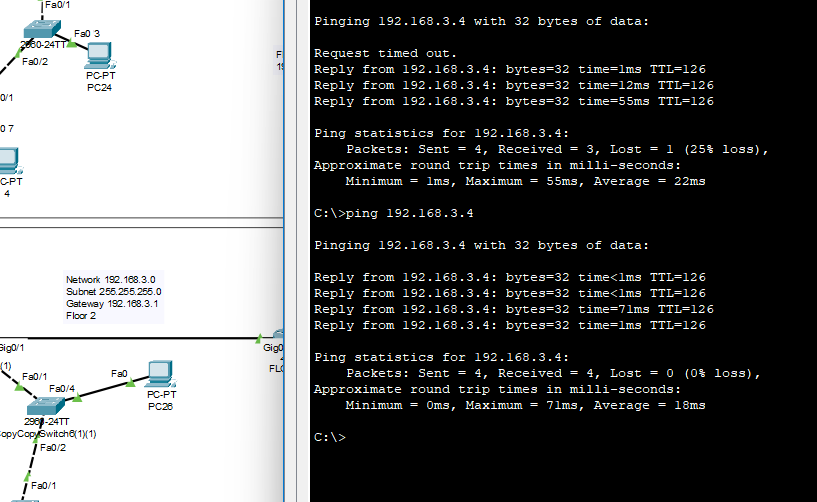 Fa0/1
Fa0 3
2960-24TT
Fa0/2
PC-PT
PC24
0/1
0 7
C-PT
4
Network 192.168.3.0
Subnet 255.255.255.0
Gateway 192.168.3.1
Floor 2
Gig0/1
Gig0
(1)
Fa0/1
Fa0/4
Fa0
PC-PT
PC26
2960-24TT
opyCopySwitch6(1)(1)
Fa0/2
Fa0/1
Pinging 192.168.3.4 with 32 bytes of data:
Request timed out.
Reply from 192.168.3.4: bytes=32 time=1ms TTL=126
Reply from 192.168.3.4: bytes=32 time=12ms TTL=126
Reply from 192.168.3.4: bytes=32 time=55ms TTL=126
Ping statistics for 192.168.3.4:
Packets: Sent = 4, Received = 3, Lost = 1 (25% loss),
Approximate round trip times in milli-seconds:
Minimum = 1ms, Maximum = 55ms, Average = 22ms
C:\>ping 192.168.3.4
Pinging 192.168.3.4 with 32 bytes of data:
Reply from 192.168.3.4: bytes=32 time<1ms TTL=126
Reply from 192.168.3.4: bytes=32 time<1ms TTL=126
Reply from 192.168.3.4: bytes=32 time=71ms TTL=126
Reply from 192.168.3.4: bytes=32 time=1ms TTL=126
Ping statistics for 192.168.3.4:
Packets: Sent = 4, Received = 4, Lost = 0 (0% loss),
Approximate round trip times in milli-seconds:
Minimum = 0ms, Maximum = 71ms, Average = 18ms
C:\>